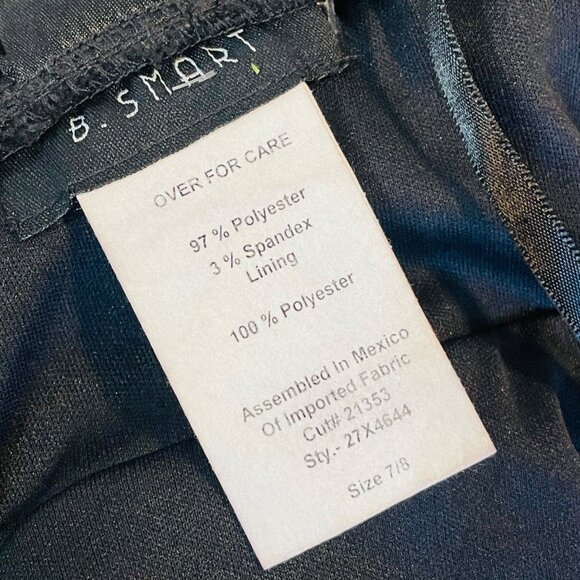 B. SMART
OVER FOR CARE
97 % Polyester
3 % Spandex
Lining
100 % Polyester
Assembled In Mexico
Of Imported Fabric
Cut# 21353
Sty.- 27X4644
Size 7/8